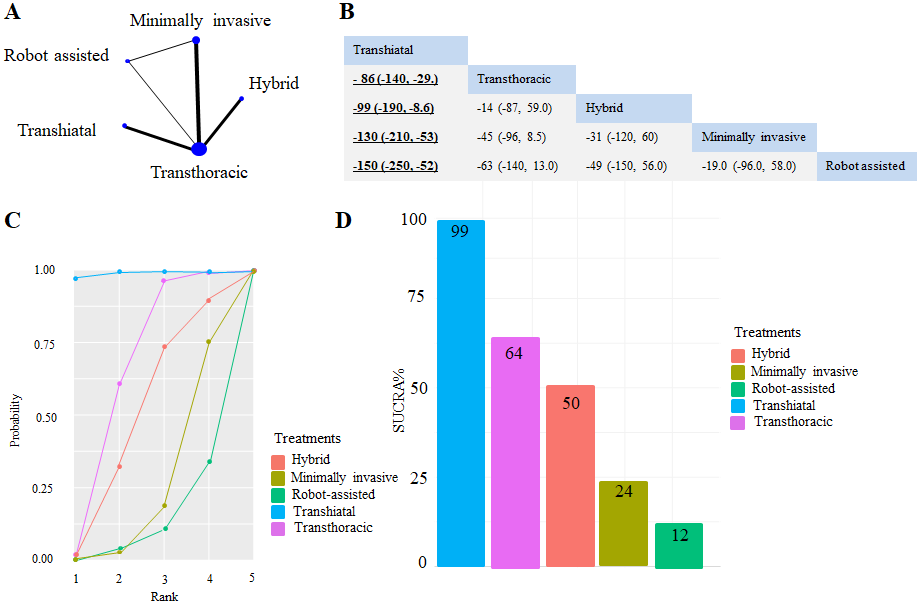 A
Minimally invasive
Robot assisted
Hybrid
Transhiatal
Transthoracic
B
Transhiatal
- 86 (-140, -29.) Transthoracic
-99 (-190, -8.6) -14 (-87, 59.0) Hybrid
-130 (-210, -53) -45 (-96, 8.5) -31 (-120, 60) Minimally invasive
-150 (-250, -52) -63 (-140, 13.0) -49 (-150, 56.0) -19.0 (-96.0, 58.0) Robot assisted
C
1.00
0.75
0.50
0.25
0.00
Probability
1 2 3 4 5
Rank
Treatments
Hybrid
Minimally invasive
Robot-assisted
Transhiatal
Transthoracic
D
100
75
50
25
0
SUCRA%
99
64
50
24
12
Treatments
Hybrid
Minimally invasive
Robot-assisted
Transhiatal
Transthoracic